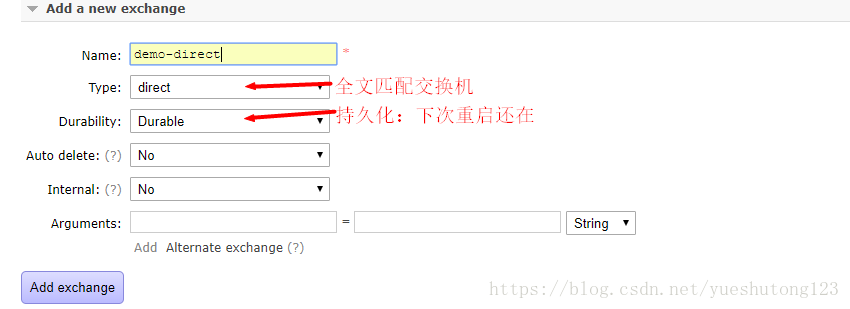 Add a new exchange
Name: demo-direct *
Type: direct 全文匹配交换机
Durability: Durable 持久化：下次重启还在
Auto delete: (?) No
Internal: (?) No
Arguments: = String
Add Alternate exchange (?)
Add exchange
https://blog.csdn.net/yueshutong123